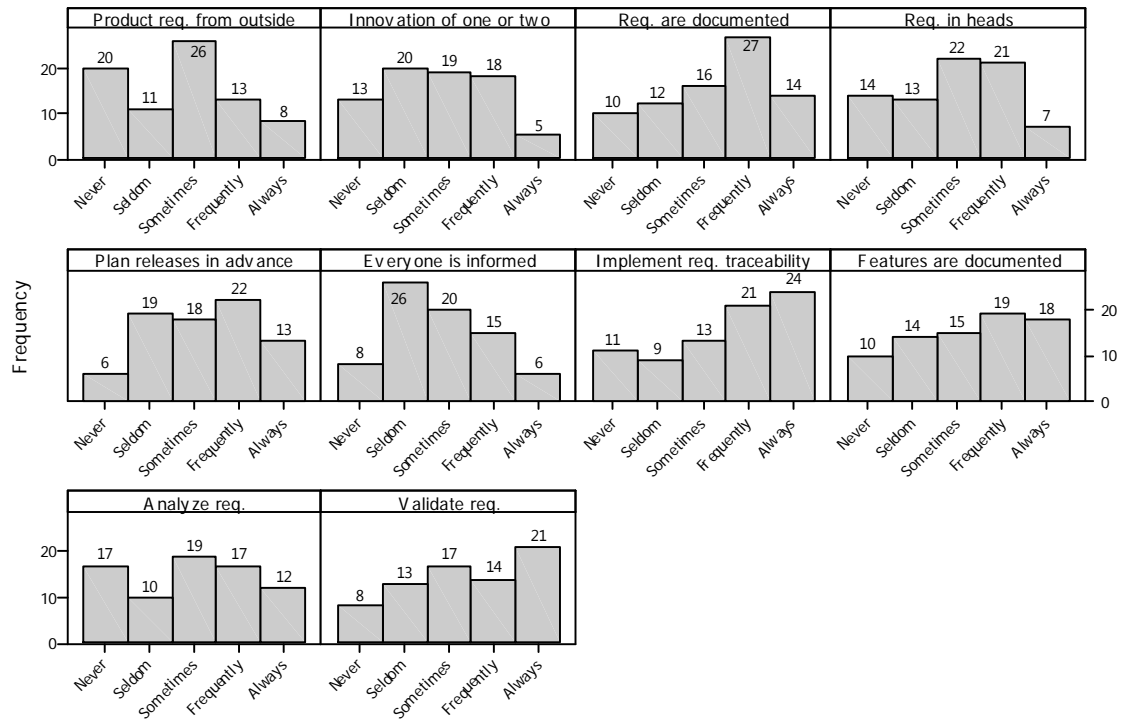 Product req. from outside Innovation of one or two Req. are documented Req. in heads
20 11 26 13 8 13 20 19 18 5 10 12 16 27 14 14 13 22 21 7
20
10
0
Never Seldom Sometimes Frequently Always Never Seldom Sometimes Frequently Always Never Seldom Sometimes Frequently Always Never Seldom Sometimes Frequently Always
Plan releases in advance Everyone is informed Implement req. traceability Features are documented
6 19 18 22 13 8 26 20 15 6 11 9 13 21 24 10 14 15 19 18
20
10
0
Never Seldom Sometimes Frequently Always Never Seldom Sometimes Frequently Always Never Seldom Sometimes Frequently Always Never Seldom Sometimes Frequently Always
Frequency
Analyze req. Validate req.
17 10 19 17 12 8 13 17 14 21
20
10
0
Never Seldom Sometimes Frequently Always Never Seldom Sometimes Frequently Always